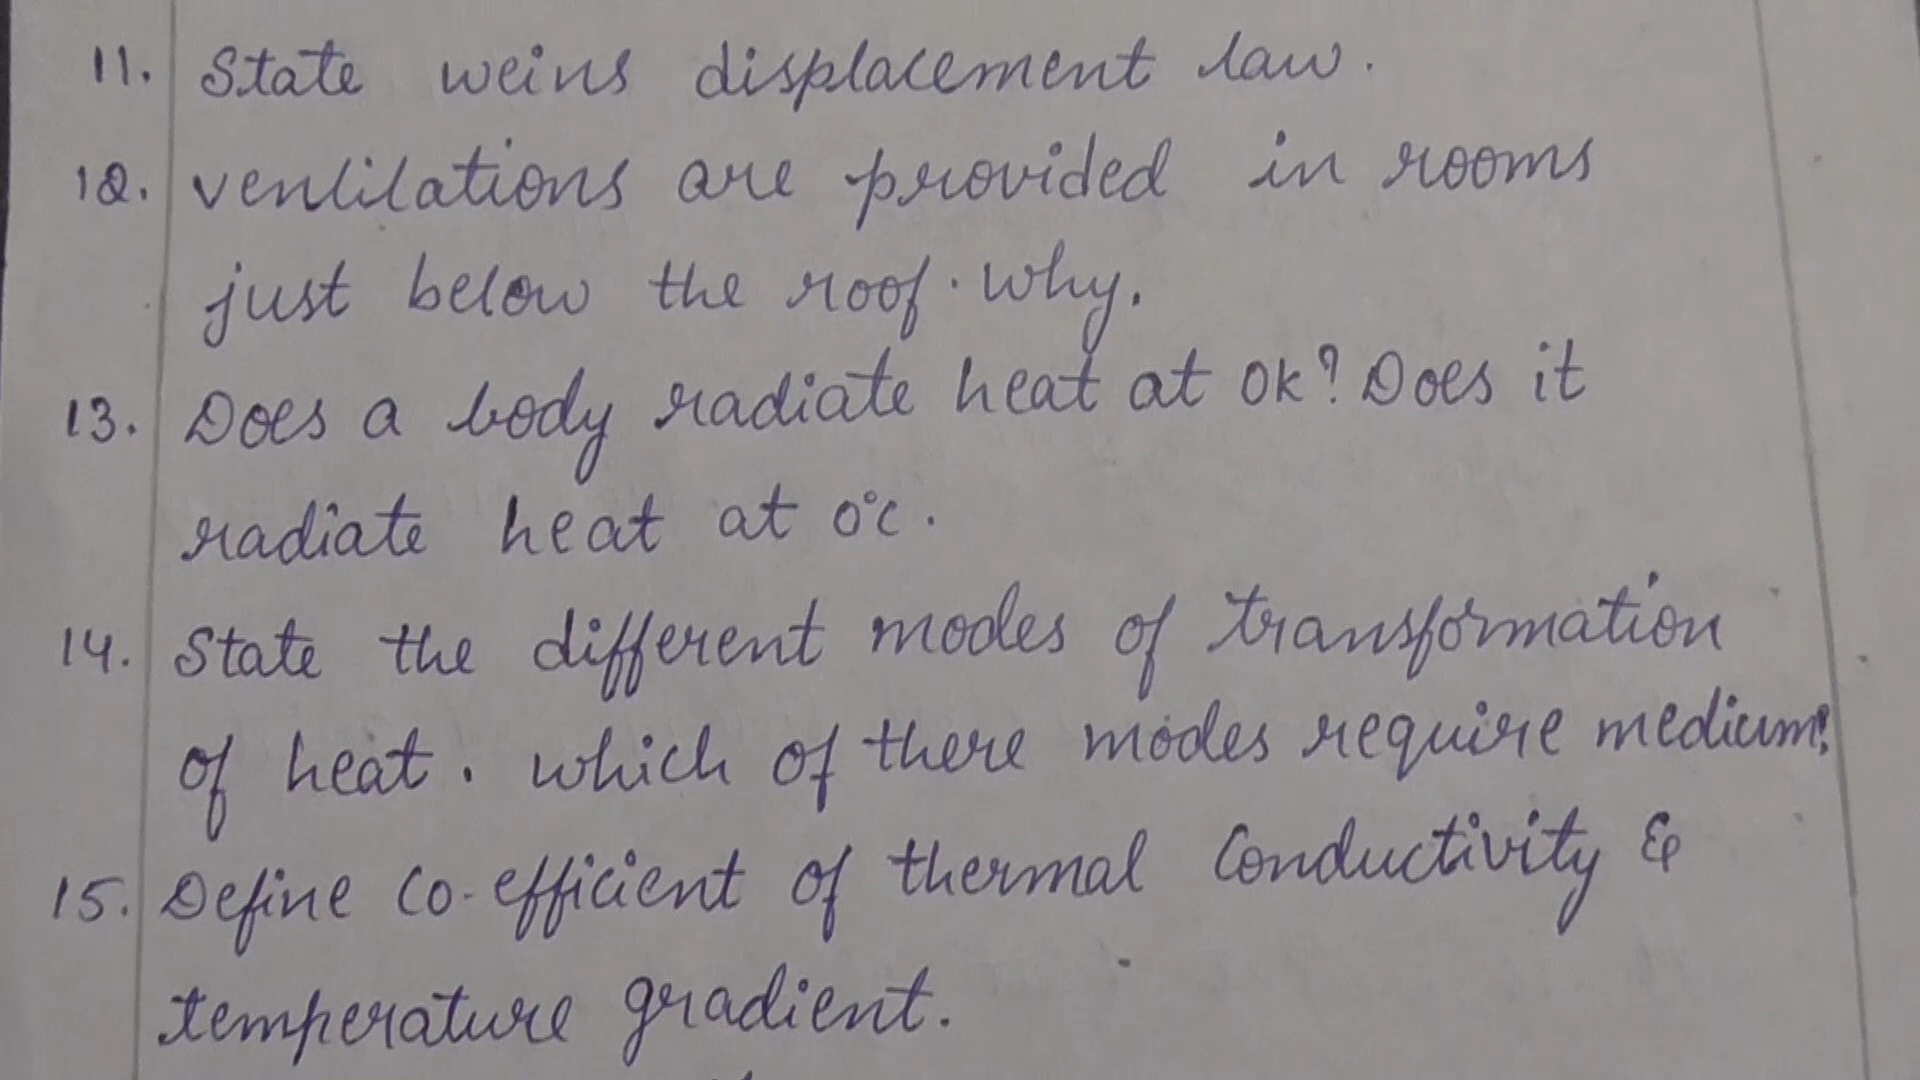 11. State weins displacement law.
12. ventilations are provided in rooms
just below the roof. Why.
13. Does a body radiate heat at 0k? Does it
radiate heat at 0°c.
14. State the different modes of transformation
of heat. which of there modes require medium?
15. Define co-efficient of thermal Conductivity &
temperature gradient.